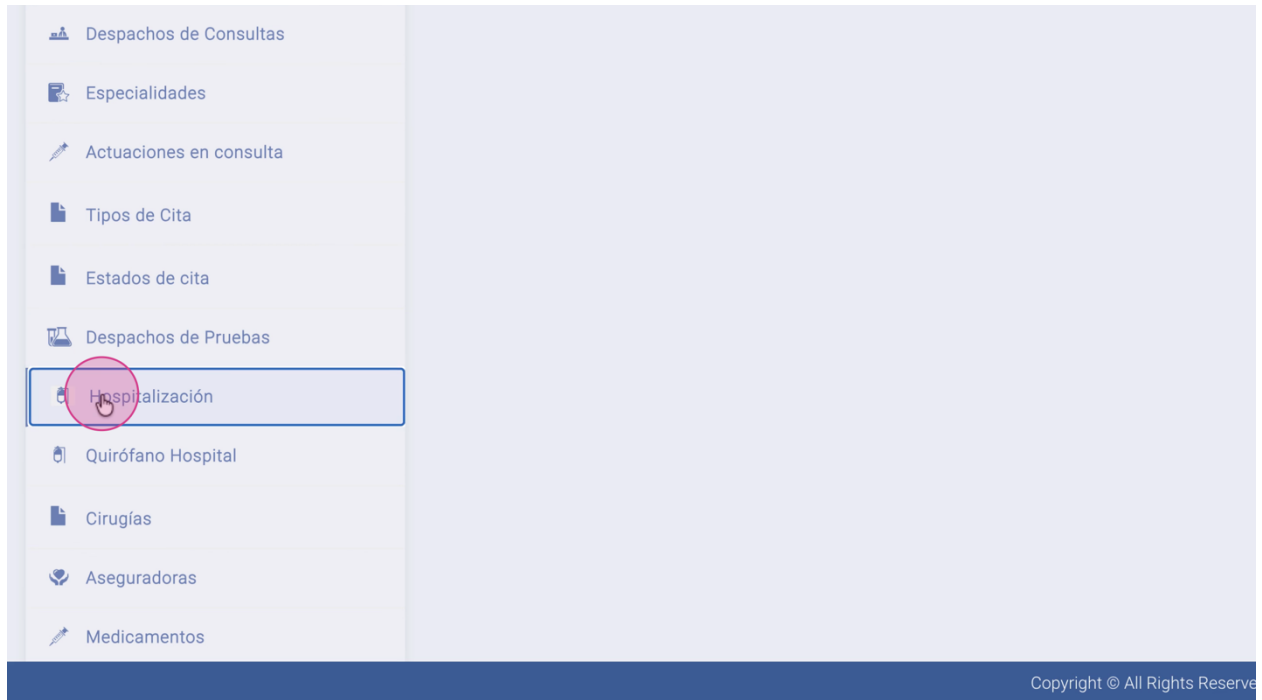 Despachos de Consultas
Especialidades
Actuaciones en consulta
Tipos de Cita
Estados de cita
Despachos de Pruebas
Hospitalización
Quirófano Hospital
Cirugías
Aseguradoras
Medicamentos
Copyright © All Rights Reserve